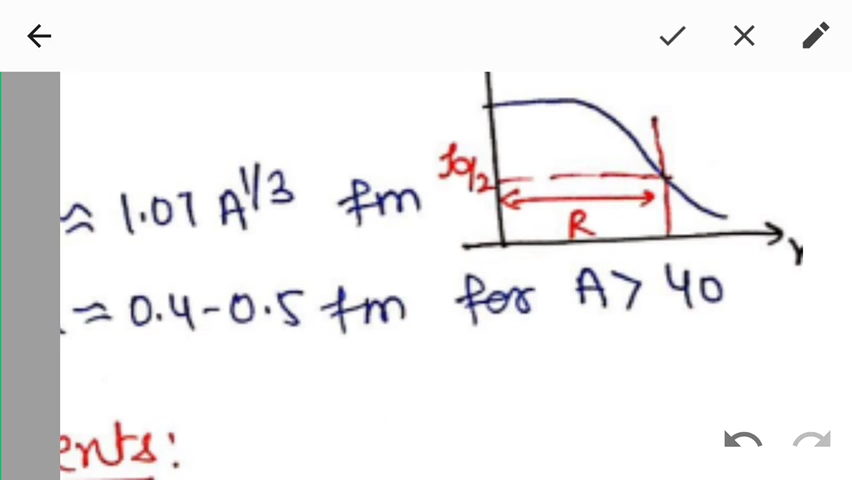 ρ₀/2
≈ 1.07 A^1/3 fm
R
r
≈ 0.4-0.5 fm for A > 40
ents: